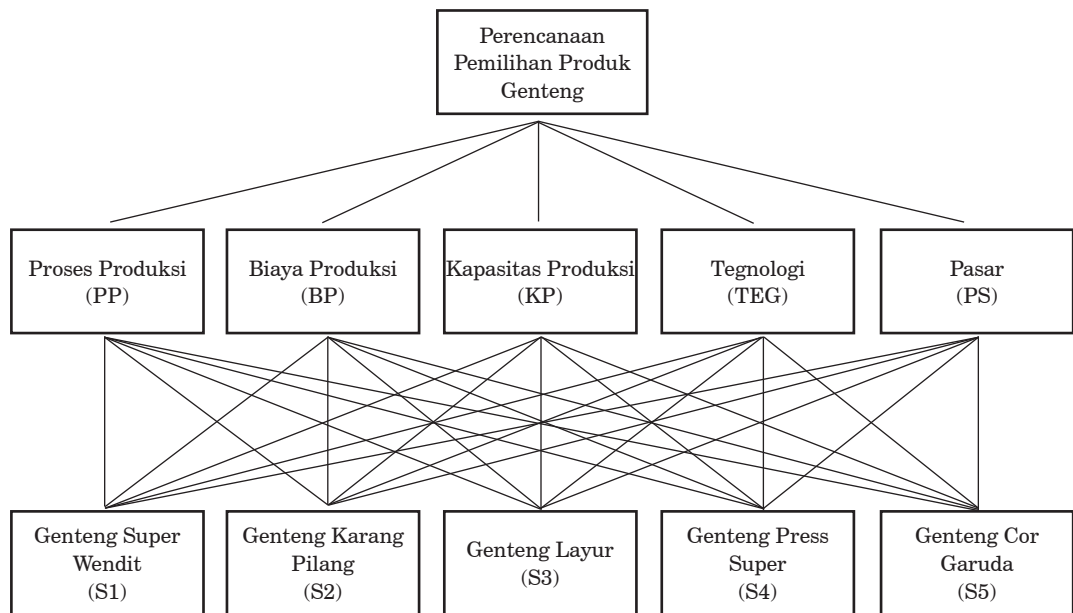 Perencanaan
Pemilihan Produk
Genteng
Proses Produksi
(PP)
Biaya Produksi
(BP)
Kapasitas Produksi
(KP)
Tegnologi
(TEG)
Pasar
(PS)
Genteng Super
Wendit
(S1)
Genteng Karang
Pilang
(S2)
Genteng Layur
(S3)
Genteng Press
Super
(S4)
Genteng Cor
Garuda
(S5)